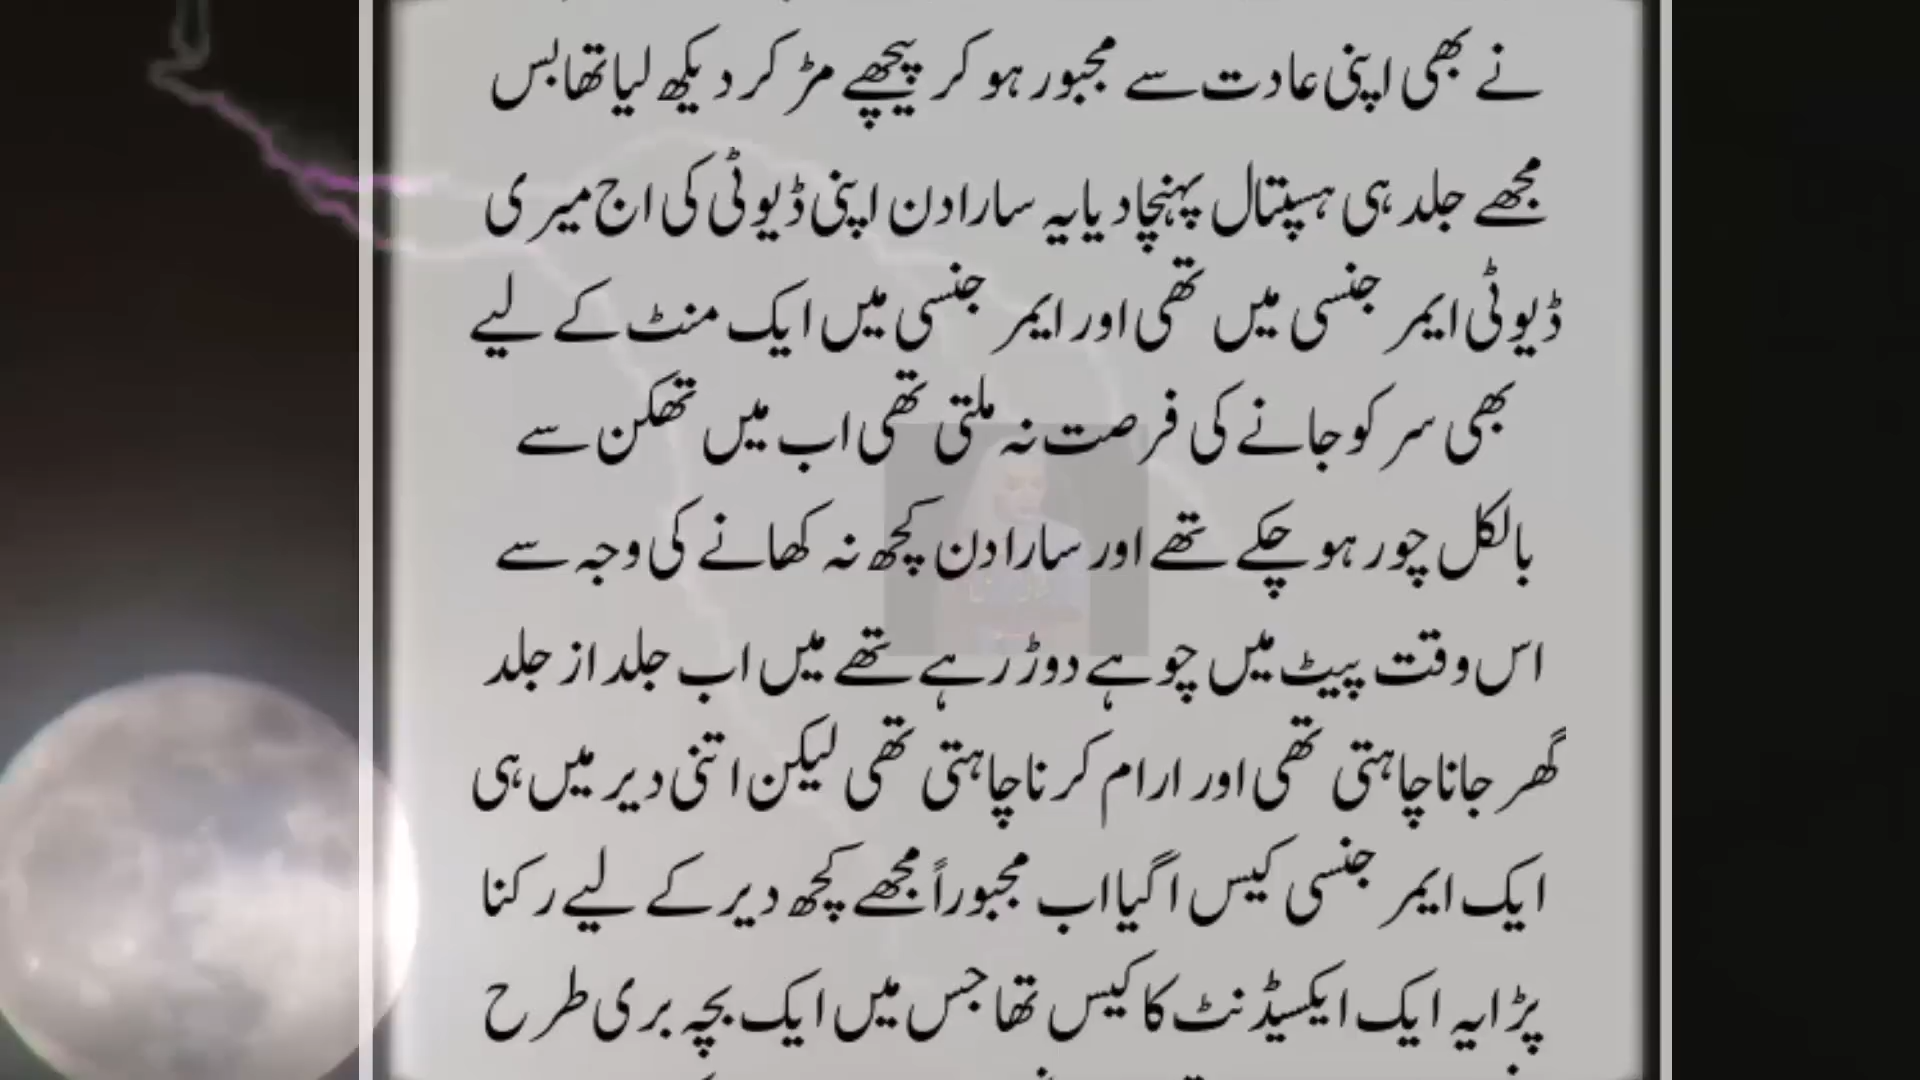 نے بھی اپنی عادت سے مجبور ہو کر پیچھے مڑ کر دیکھ لیا تھا بس
مجھے جلد ہی ہسپتال پہنچا دیا یہ سارا دن اپنی ڈیوٹی کی اج میری
ڈیوٹی ایمر جنسی میں تھی اور ایمر جنسی میں ایک منٹ کے لیے
بھی سر کو جانے کی فرصت نہ ملتی تھی اب میں تھکن سے
بالکل چور ہو چکے تھے اور سارا دن کچھ نہ کھانے کی وجہ سے
اس وقت پیٹ میں چوہے دوڑ رہے تھے میں اب جلد از جلد
گھر جانا چاہتی تھی اور ارام کرنا چاہتی تھی لیکن اتنی دیر میں ہی
ایک ایمر جنسی کیس اگیا اب مجبوراً مجھے کچھ دیر کے لیے رکنا
پڑا یہ ایک ایکسیڈنٹ کا کیس تھا جس میں ایک بچہ بری طرح